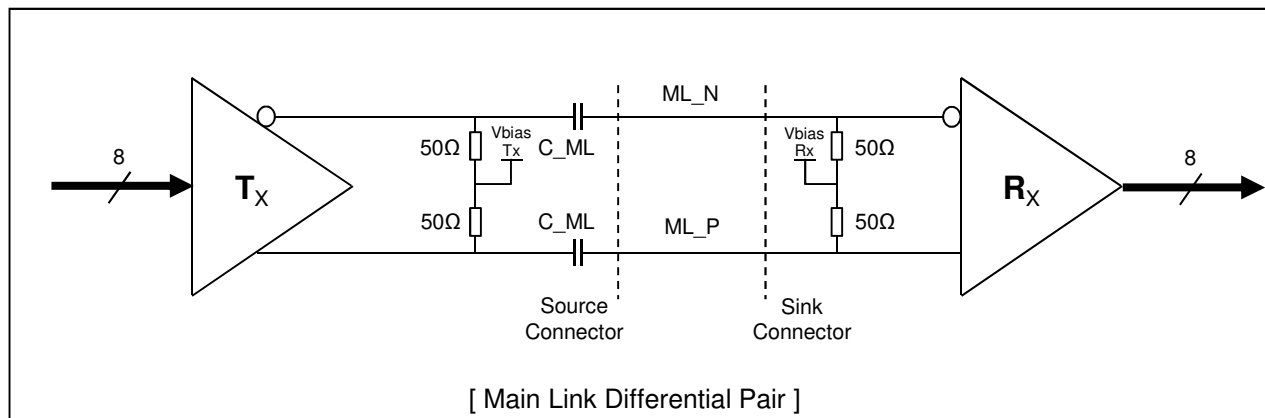 ML_N
Vbias
Tx
Vbias
Rx
50Ω
C_ML
50Ω
8
8
TX
RX
50Ω
C_ML
ML_P
50Ω
Source
Connector
Sink
Connector
[ Main Link Differential Pair ]